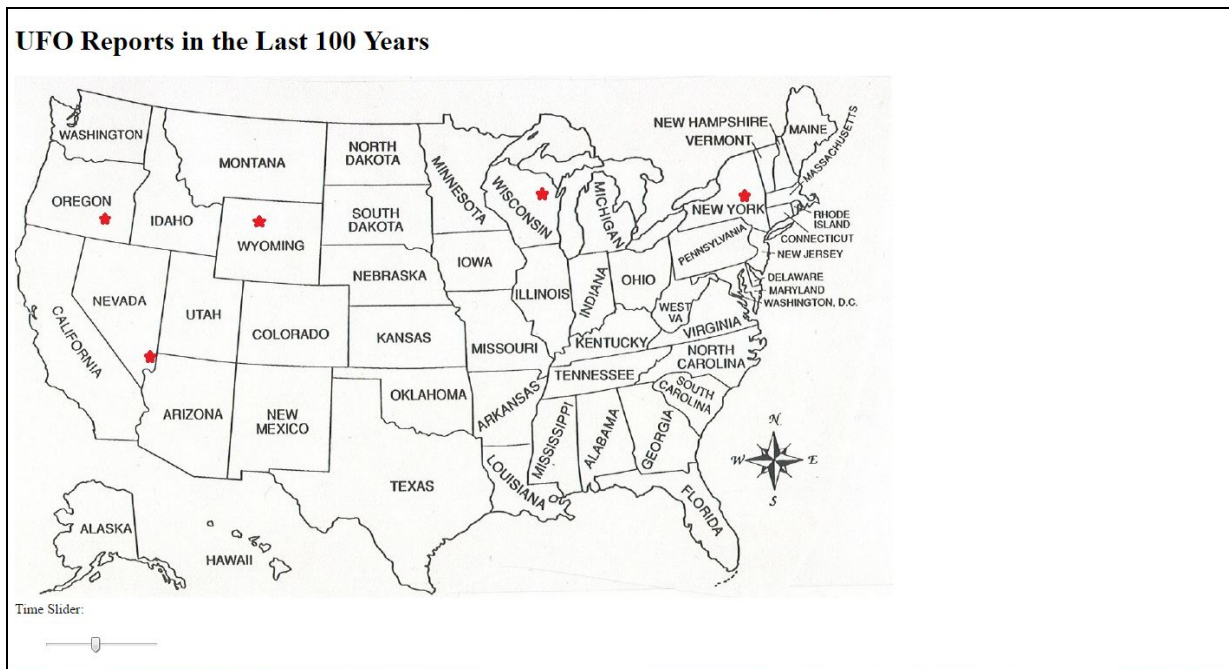 UFO Reports in the Last 100 Years
WASHINGTON
MONTANA
NORTH
DAKOTA
MINNESOTA
WISCONSIN
MICHIGAN
NEW HAMPSHIRE
VERMONT
MAINE
MASSACHUSETTS
OREGON
IDAHO
WYOMING
SOUTH
DAKOTA
NEW YORK
RHODE
ISLAND
CONNECTICUT
NEW JERSEY
PENNSYLVANIA
DELAWARE
MARYLAND
WASHINGTON, D.C.
NEVADA
UTAH
COLORADO
NEBRASKA
IOWA
ILLINOIS
INDIANA
OHIO
WEST
VA
VIRGINIA
CALIFORNIA
KANSAS
MISSOURI
KENTUCKY
NORTH
CAROLINA
TENNESSEE
SOUTH
CAROLINA
ARIZONA
NEW
MEXICO
OKLAHOMA
ARKANSAS
MISSISSIPPI
ALABAMA
GEORGIA
N
W
E
S
TEXAS
LOUISIANA
FLORIDA
ALASKA
HAWAII
Time Slider: